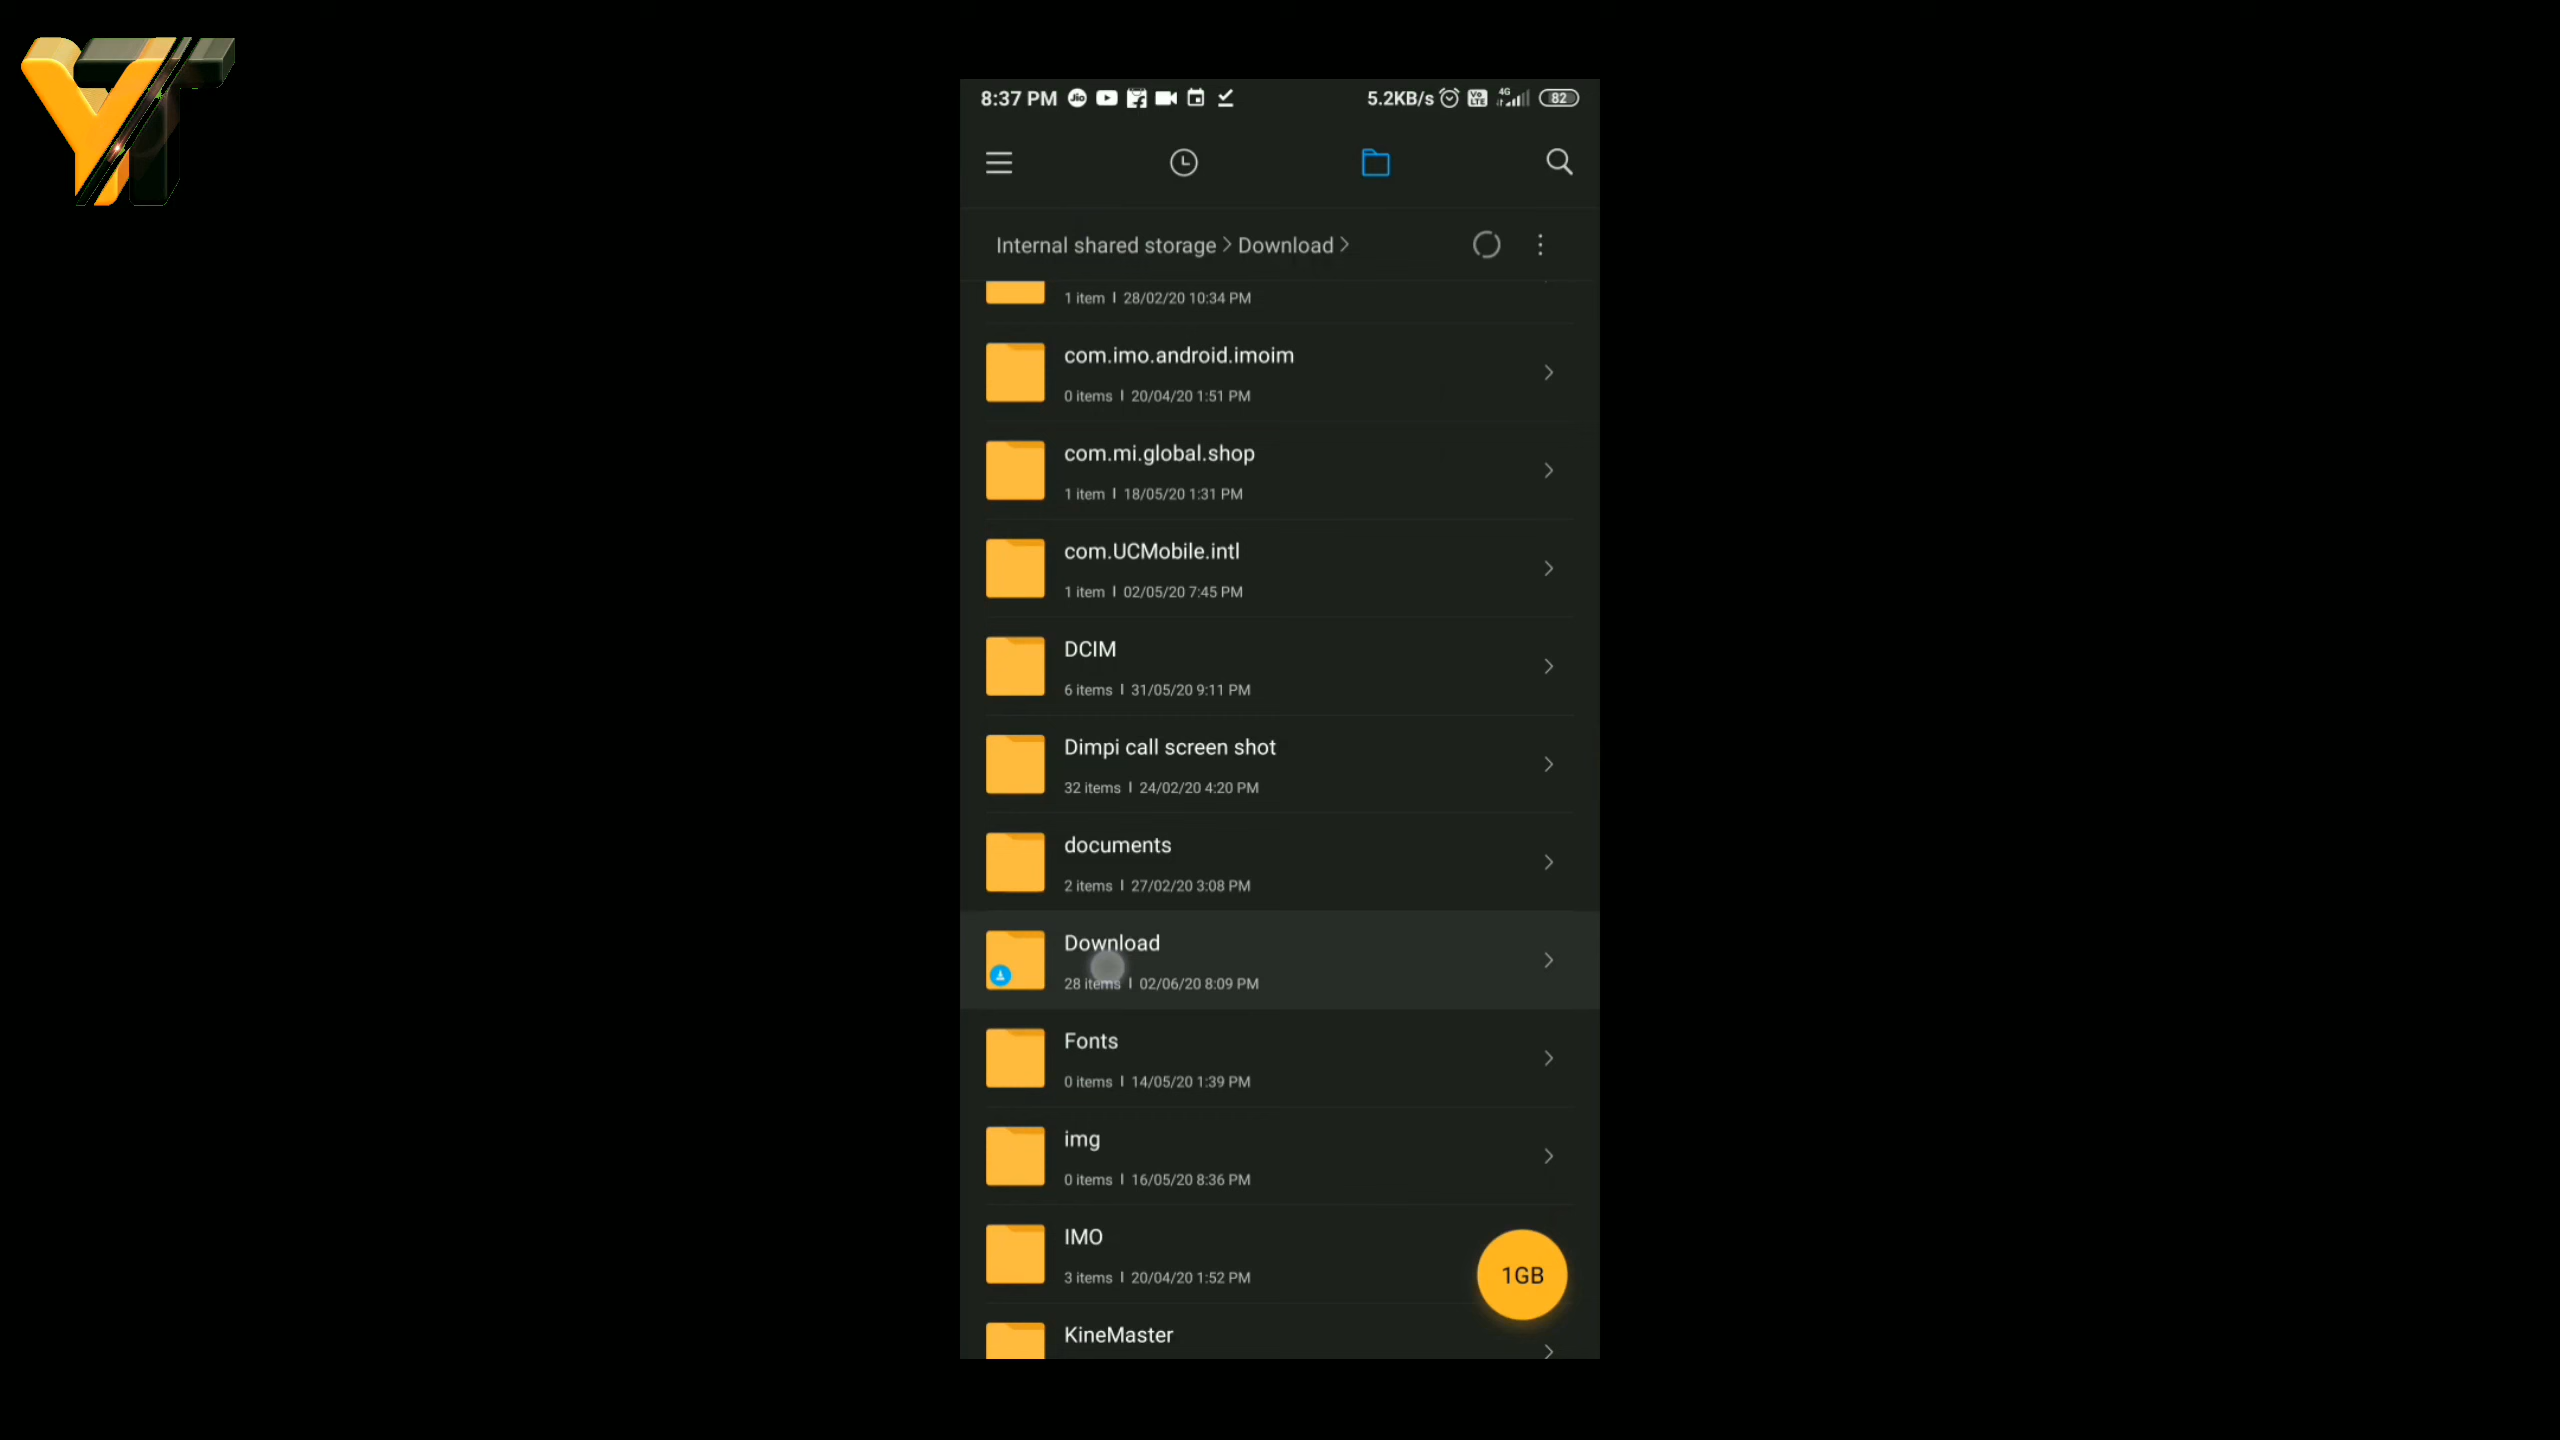 YT
8:37 PM
Jio
5.2KB/s
Vo LTE
4G
82
Internal shared storage
Download
1 item | 28/02/20 10:34 PM
com.imo.android.imoim
0 items | 20/04/20 1:51 PM
com.mi.global.shop
1 item | 18/05/20 1:31 PM
com.UCMobile.intl
1 item | 02/05/20 7:45 PM
DCIM
6 items | 31/05/20 9:11 PM
Dimpi call screen shot
32 items | 24/02/20 4:20 PM
documents
2 items | 27/02/20 3:08 PM
Download
28 items | 02/06/20 8:09 PM
Fonts
0 items | 14/05/20 1:39 PM
img
0 items | 16/05/20 8:36 PM
IMO
3 items | 20/04/20 1:52 PM
1GB
KineMaster